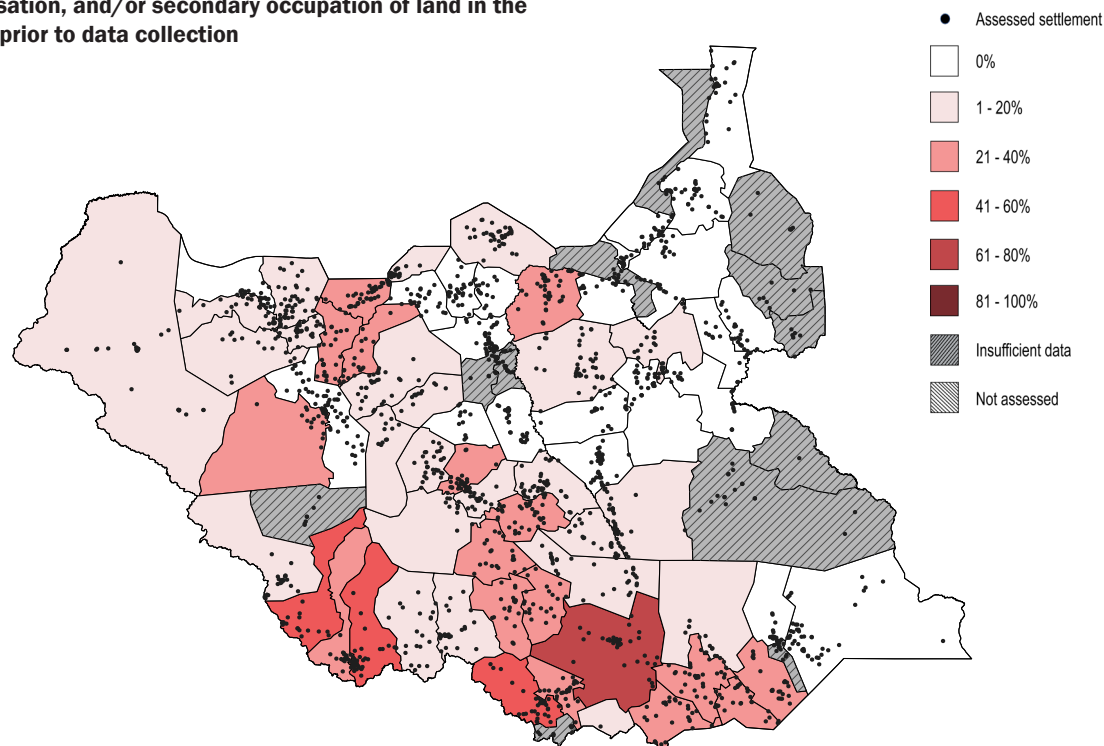 sation, and/or secondary occupation of land in the
prior to data collection
Assessed settlement
0%
1 - 20%
21 - 40%
41 - 60%
61 - 80%
81 - 100%
Insufficient data
Not assessed